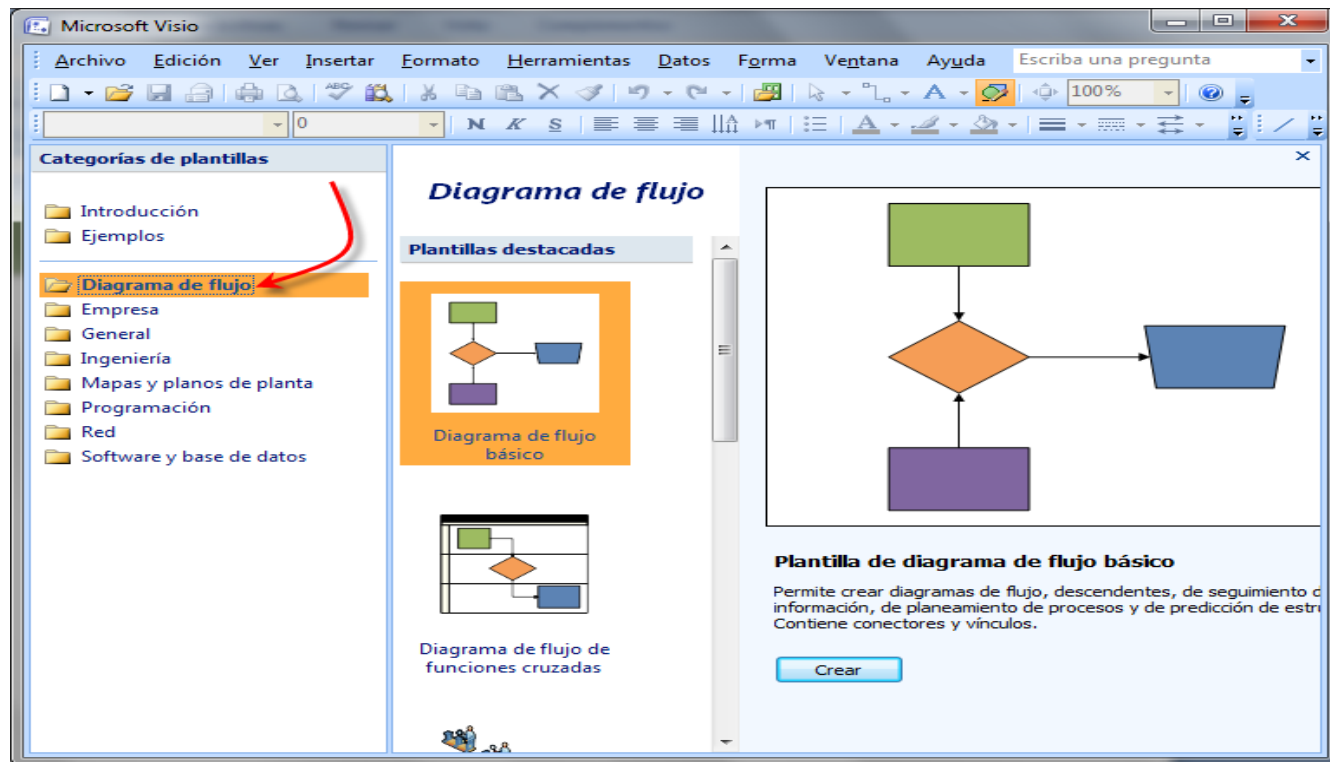 Microsoft Visio
Archivo Edición Ver Insertar Formato Herramientas Datos Forma Ventana Ayuda Escriba una pregunta
100%
0 N K S A
Categorías de plantillas
Introducción
Ejemplos
Diagrama de flujo
Empresa
General
Ingeniería
Mapas y planos de planta
Programación
Red
Software y base de datos
Diagrama de flujo
Plantillas destacadas
Diagrama de flujo
básico
Diagrama de flujo de
funciones cruzadas
Plantilla de diagrama de flujo básico
Permite crear diagramas de flujo, descendentes, de seguimiento d
información, de planeamiento de procesos y de predicción de estru
Contiene conectores y vínculos.
Crear